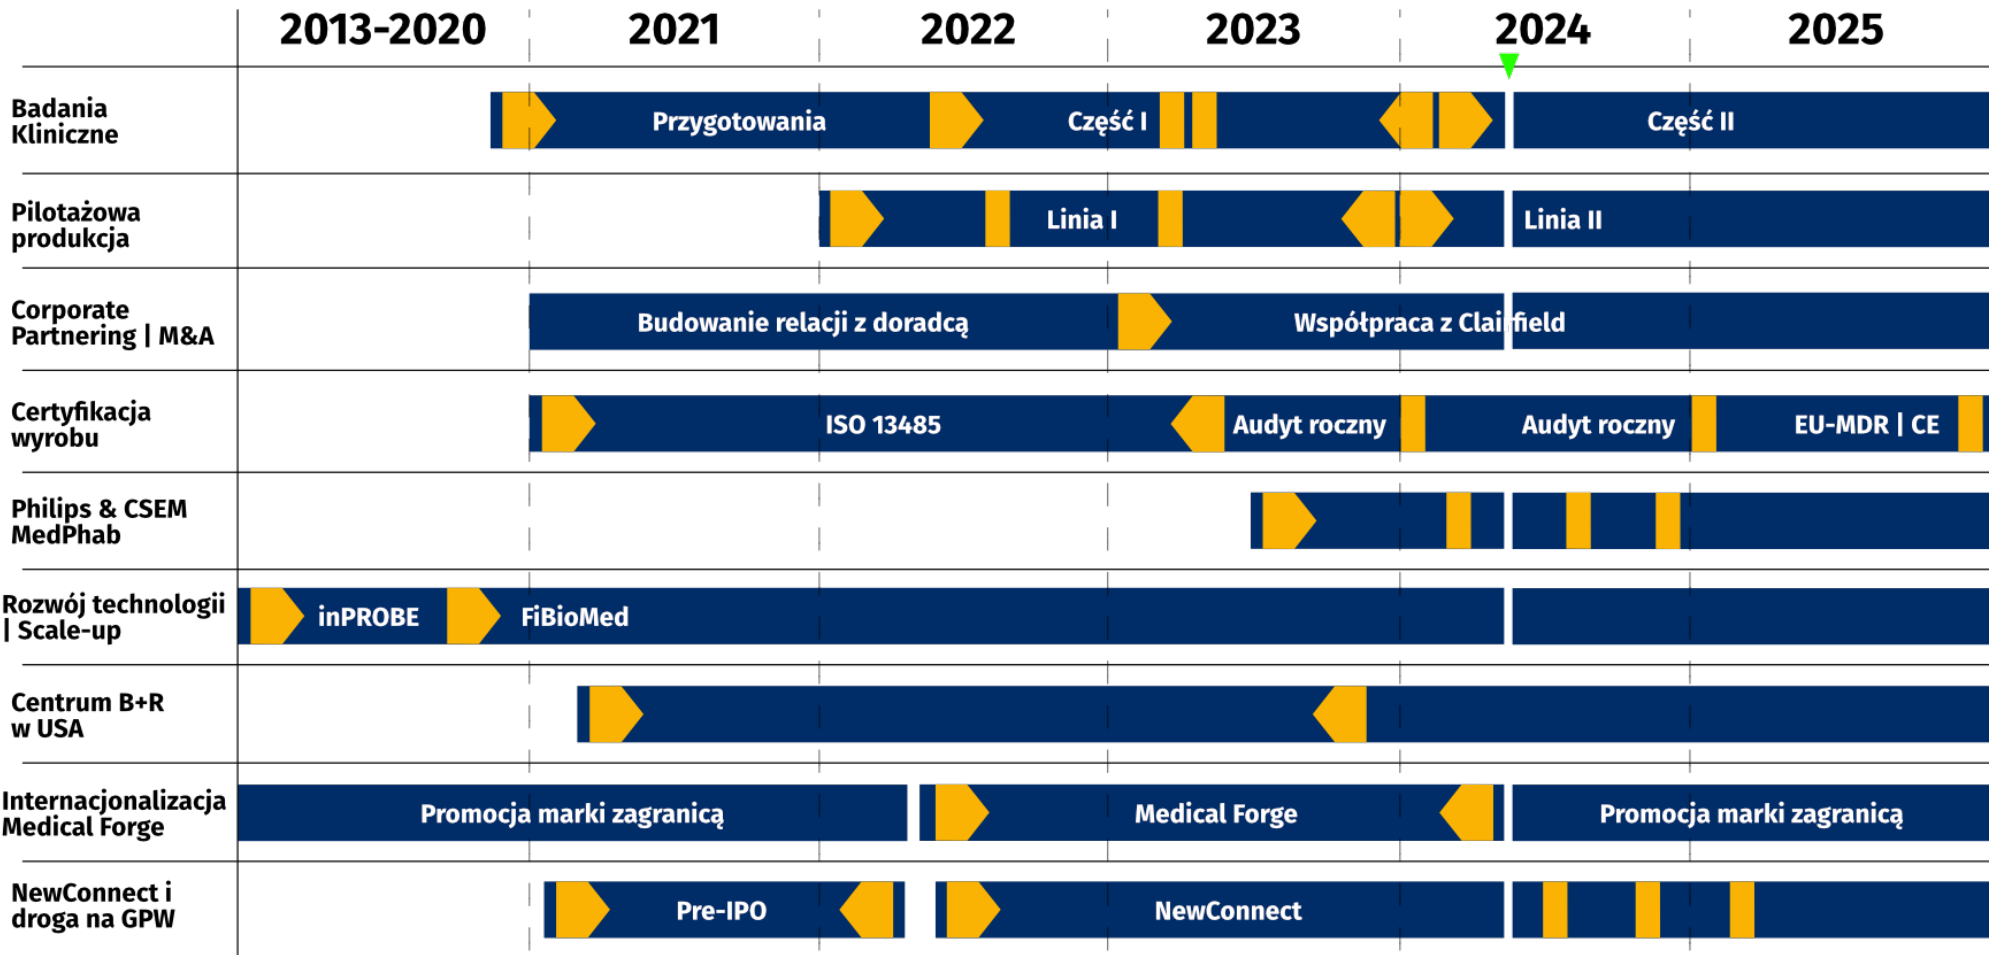 2013-2020 2021 2022 2023 2024 2025
Badania
Kliniczne
Przygotowania Część I Część II
Pilotażowa
produkcja
Linia I Linia II
Corporate
Partnering | M&A
Budowanie relacji z doradcą Współpraca z Clairfield
Certyfikacja
wyrobu
ISO 13485 Audyt roczny Audyt roczny EU-MDR | CE
Philips & CSEM
MedPhab
Rozwój technologii
| Scale-up
inPROBE FiBioMed
Centrum B+R
w USA
Internacjonalizacja
Medical Forge
Promocja marki zagranicą Medical Forge Promocja marki zagranicą
NewConnect i
droga na GPW
Pre-IPO NewConnect